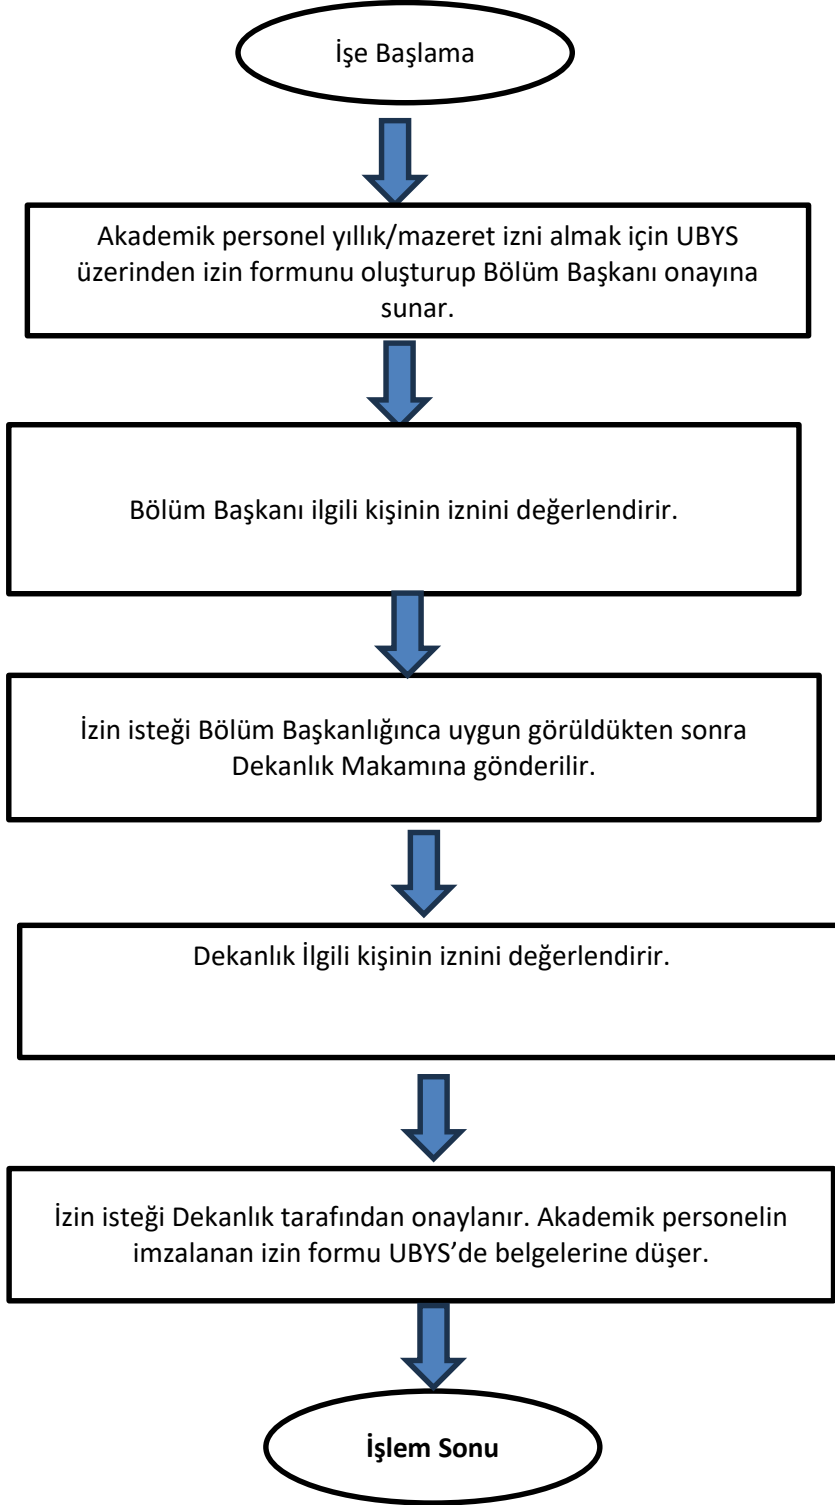 İşe Başlama
Akademik personel yıllık/mazeret izni almak için UBYS
üzerinden izin formunu oluşturup Bölüm Başkanı onayına
sunar.
Bölüm Başkanı ilgili kişinin iznini değerlendirir.
İzin isteği Bölüm Başkanlığınca uygun görüldükten sonra
Dekanlık Makamına gönderilir.
Dekanlık İlgili kişinin iznini değerlendirir.
İzin isteği Dekanlık tarafından onaylanır. Akademik personelin
imzalanan izin formu UBYS’de belgelerine düşer.
İşlem Sonu